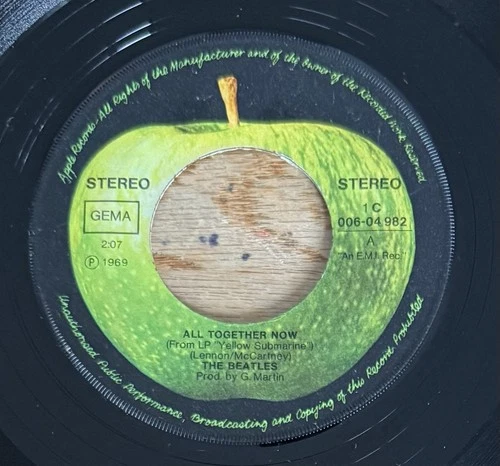 Apple Records-All Rights of the Manufacturer and of the Owner of the Recorded Work Reserved
STEREO
GEMA
2:07
Ⓟ 1969
STEREO
1 C
006-04.982
A
"An E.M.I. Rec."
ALL TOGETHER NOW
(From LP "Yellow Submarine")
(Lennon/McCartney)
THE BEATLES
Prod. by G. Martin
Unauthorised Public Performance, Broadcasting and Copying of this Record Prohibited